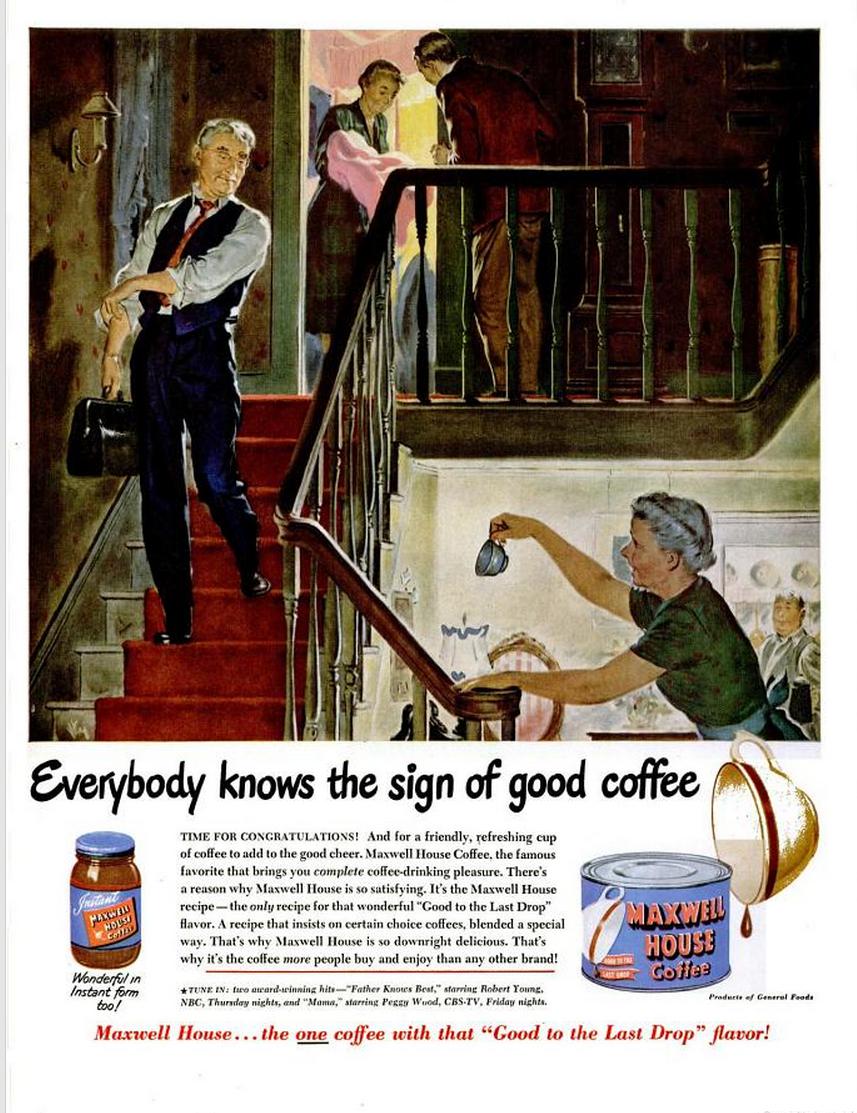 Everybody knows the sign of good coffee
TIME FOR CONGRATULATIONS! And for a friendly, refreshing cup
of coffee to add to the good cheer. Maxwell House Coffee, the famous
favorite that brings you complete coffee-drinking pleasure. There's
a reason why Maxwell House is so satisfying. It's the Maxwell House
recipe—the only recipe for that wonderful "Good to the Last Drop"
flavor. A recipe that insists on certain choice coffees, blended a special
way. That's why Maxwell House is so downright delicious. That's
why it's the coffee more people buy and enjoy than any other brand!
★TUNE IN: two award-winning hits—"Father Knows Best," starring Robert Young,
NBC, Thursday nights, and "Mama," starring Peggy Wood, CBS-TV, Friday nights.
Instant
MAXWELL
HOUSE
Coffee
Wonderful in
Instant form
too!
MAXWELL
HOUSE
Coffee
GOOD TO THE
LAST DROP
Products of General Foods
Maxwell House...the one coffee with that "Good to the Last Drop" flavor!